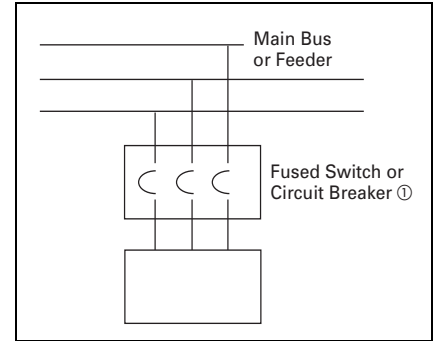 Main Bus
or Feeder
Fused Switch or
Circuit Breaker ①